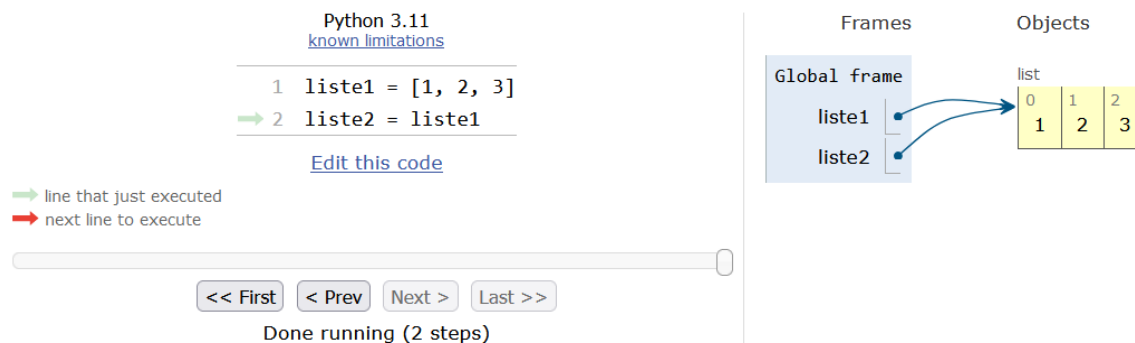 Python 3.11
known limitations
1 liste1 = [1, 2, 3]
2 liste2 = liste1
Edit this code
line that just executed
next line to execute
<< First < Prev Next > Last >>
Done running (2 steps)
Frames Objects
Global frame
liste1
liste2
list
0 1 2
1 2 3